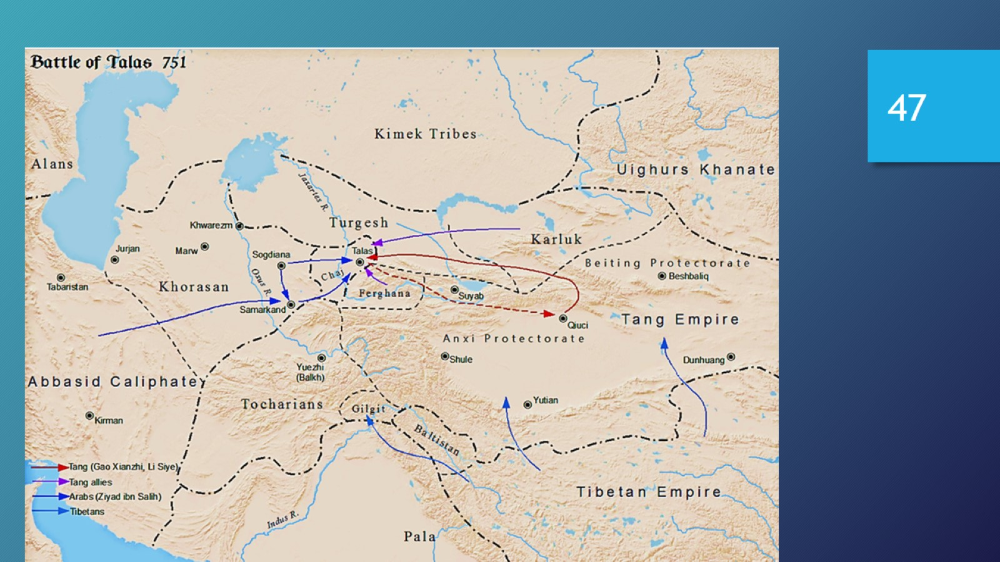 Battle of Talas 751
47
Kimek Tribes
Alans
Uighurs Khanate
Jaxartes R.
Turgesh
Khwarezm
Karluk
Marw
Jurjan
Sogdiana
Talas
Beiting Protectorate
Beshbaliq
Chaj
Oxus R.
Tabaristan
Khorasan
Ferghana
Suyab
Samarkand
Tang Empire
Qiuci
Anxi Protectorate
Shule
Dunhuang
Yuezhi
(Balkh)
Abbasid Caliphate
Yutian
Tocharians
Gilgit
Kirman
Baltistan
Tang (Gao Xianzhi, Li Siye)
Tang allies
Arabs (Ziyad ibn Salih)
Tibetans
Tibetan Empire
Indus R.
Pala